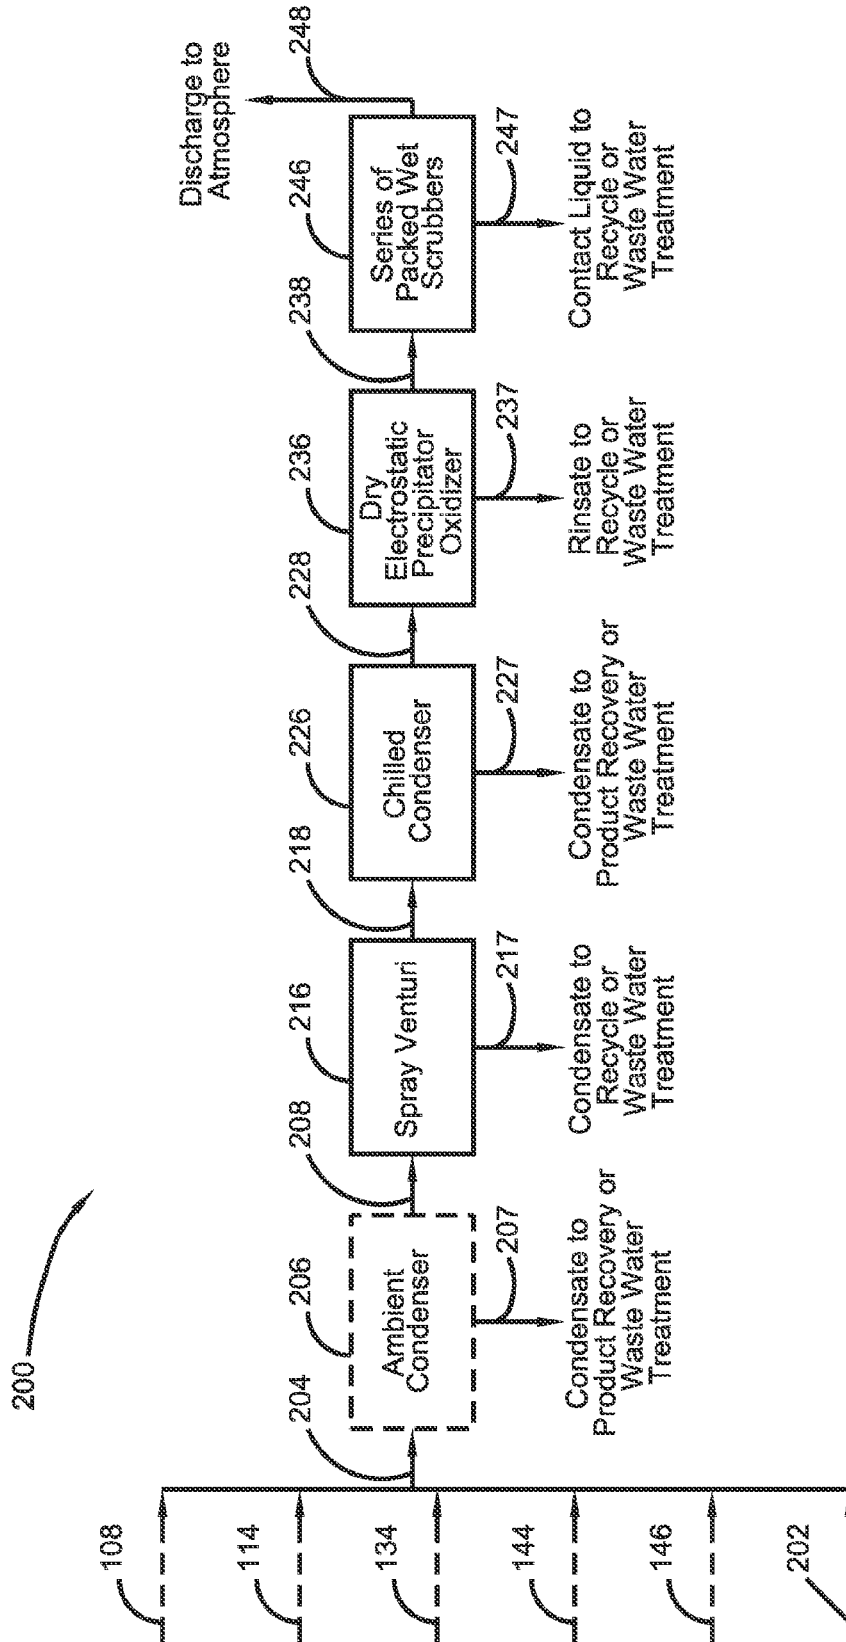 200
108
114
134
144
146
202
204
206
Ambient
Condenser
207
Condensate to
Product Recovery or
Waste Water
Treatment
208
216
Spray Venturi
217
Condensate to
Recycle or
Waste Water
Treatment
218
226
Chilled
Condenser
227
Condensate to
Product Recovery or
Waste Water
Treatment
228
236
Dry
Electrostatic
Precipitator
Oxidizer
237
Rinsate to
Recycle or
Waste Water
Treatment
238
246
Series of
Packed Wet
Scrubbers
247
Contact Liquid to
Recycle or
Waste Water
Treatment
248
Discharge to
Atmosphere